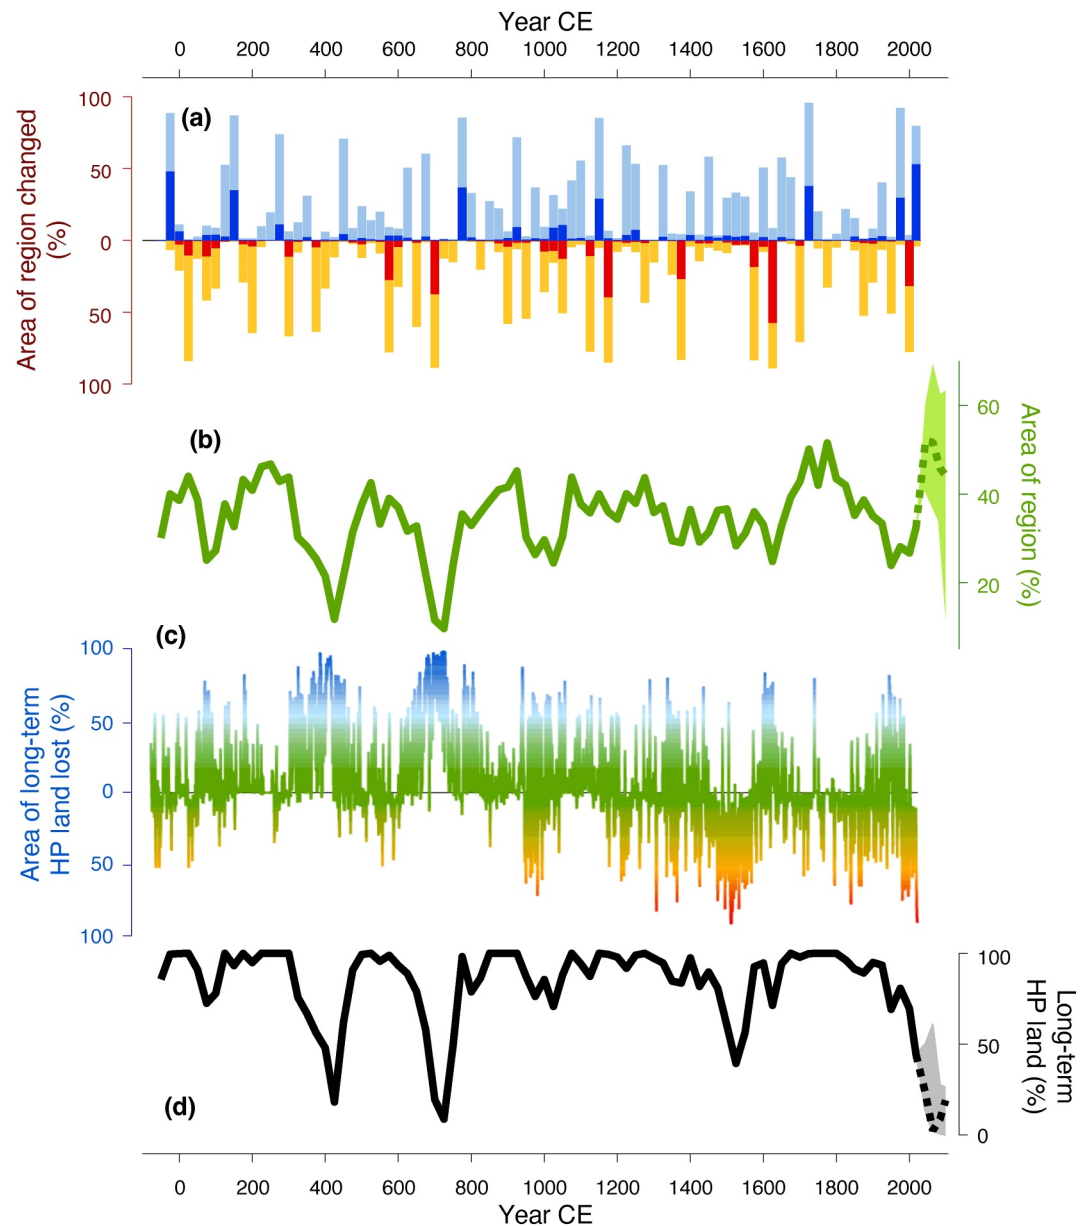 Year CE
0 200 400 600 800 1000 1200 1400 1600 1800 2000
Area of region changed
(%)
100
50
0
50
100
(a)
(b)
60
40
20
Area of region (%)
(c)
Area of long-term
HP land lost (%)
100
50
0
50
100
(d)
100
50
0
Long-term
HP land (%)
0 200 400 600 800 1000 1200 1400 1600 1800 2000
Year CE